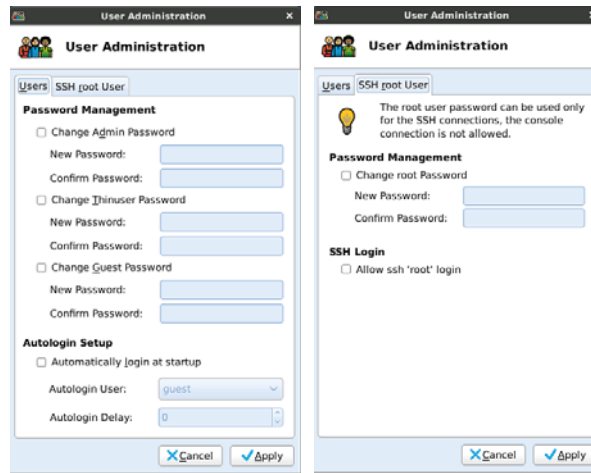 User Administration
User Administration
Users
SSH root User
Password Management
Change Admin Password
New Password:
Confirm Password:
Change Thinuser Password
New Password:
Confirm Password:
Change Guest Password
New Password:
Confirm Password:
Autologin Setup
Automatically login at startup
Autologin User:
guest
Autologin Delay:
0
Cancel
Apply
User Administration
User Administration
Users
SSH root User
The root user password can be used only
for the SSH connections, the console
connection is not allowed.
Password Management
Change root Password
New Password:
Confirm Password:
SSH Login
Allow ssh 'root' login
Cancel
Apply